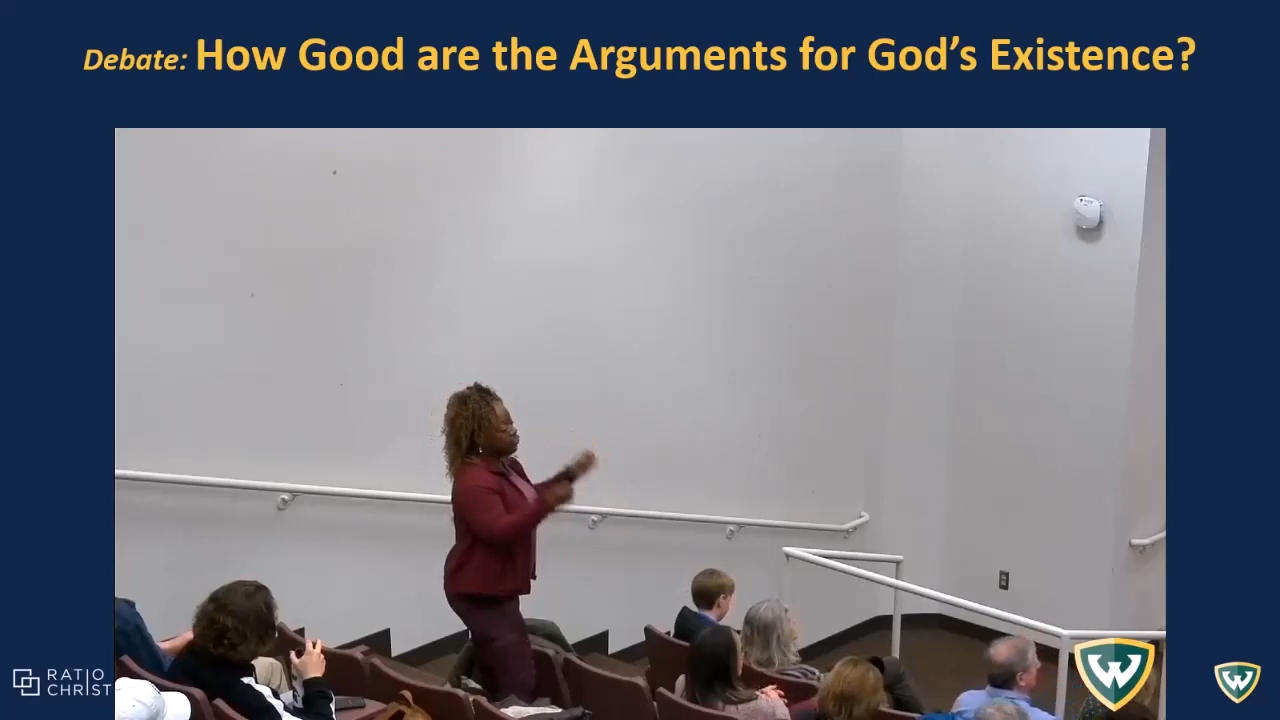 Debate: How Good are the Arguments for God's Existence?
RATIO
CHRIST
W
W